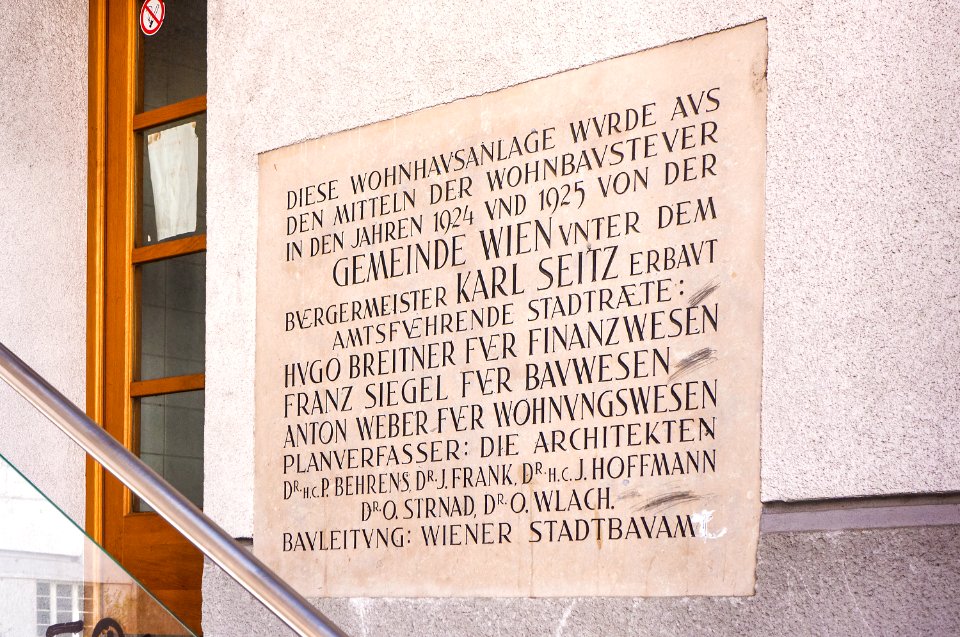 DIESE WOHNHAVSANLAGE WVRDE AVS
DEN MITTELN DER WOHNBAVSTEVER
IN DEN JAHREN 1924 VND 1925 VON DER
GEMEINDE WIEN VNTER DEM
BVERGERMEISTER KARL SEITZ ERBAVT
AMTSFVEHRENDE STADTRÆTE:
HVGO BREITNER FVER FINANZWESEN
FRANZ SIEGEL FVER BAVWESEN
ANTON WEBER FVER WOHNVNGSWESEN
PLANVERFASSER: DIE ARCHITEKTEN
DR. H.C. P. BEHRENS, DR. J. FRANK, DR. H.C. J. HOFFMANN
DR. O. STRNAD, DR. O. WLACH.
BAVLEITVNG: WIENER STADTBAVAMT